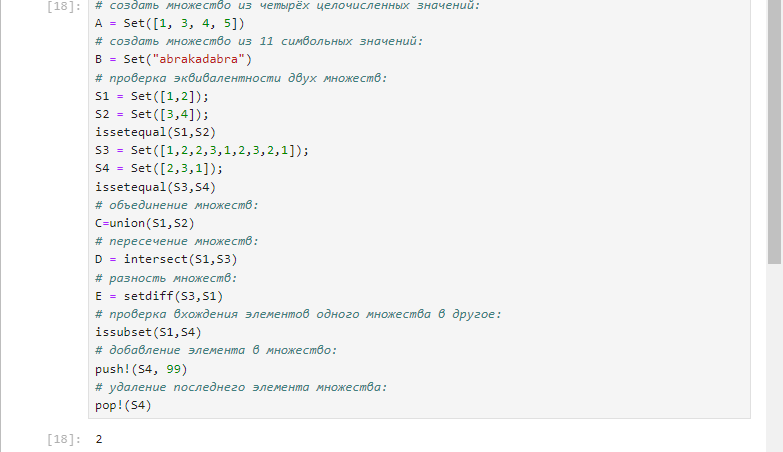 [18]: # создать множество из четырёх целочисленных значений:
A = Set([1, 3, 4, 5])
# создать множество из 11 символьных значений:
B = Set("abrakadabra")
# проверка эквивалентности двух множеств:
S1 = Set([1,2]);
S2 = Set([3,4]);
issetequal(S1,S2)
S3 = Set([1,2,2,3,1,2,3,2,1]);
S4 = Set([2,3,1]);
issetequal(S3,S4)
# объединение множеств:
C=union(S1,S2)
# пересечение множеств:
D = intersect(S1,S3)
# разность множеств:
E = setdiff(S3,S1)
# проверка вхождения элементов одного множества в другое:
issubset(S1,S4)
# добавление элемента в множество:
push!(S4, 99)
# удаление последнего элемента множества:
pop!(S4)
[18]: 2